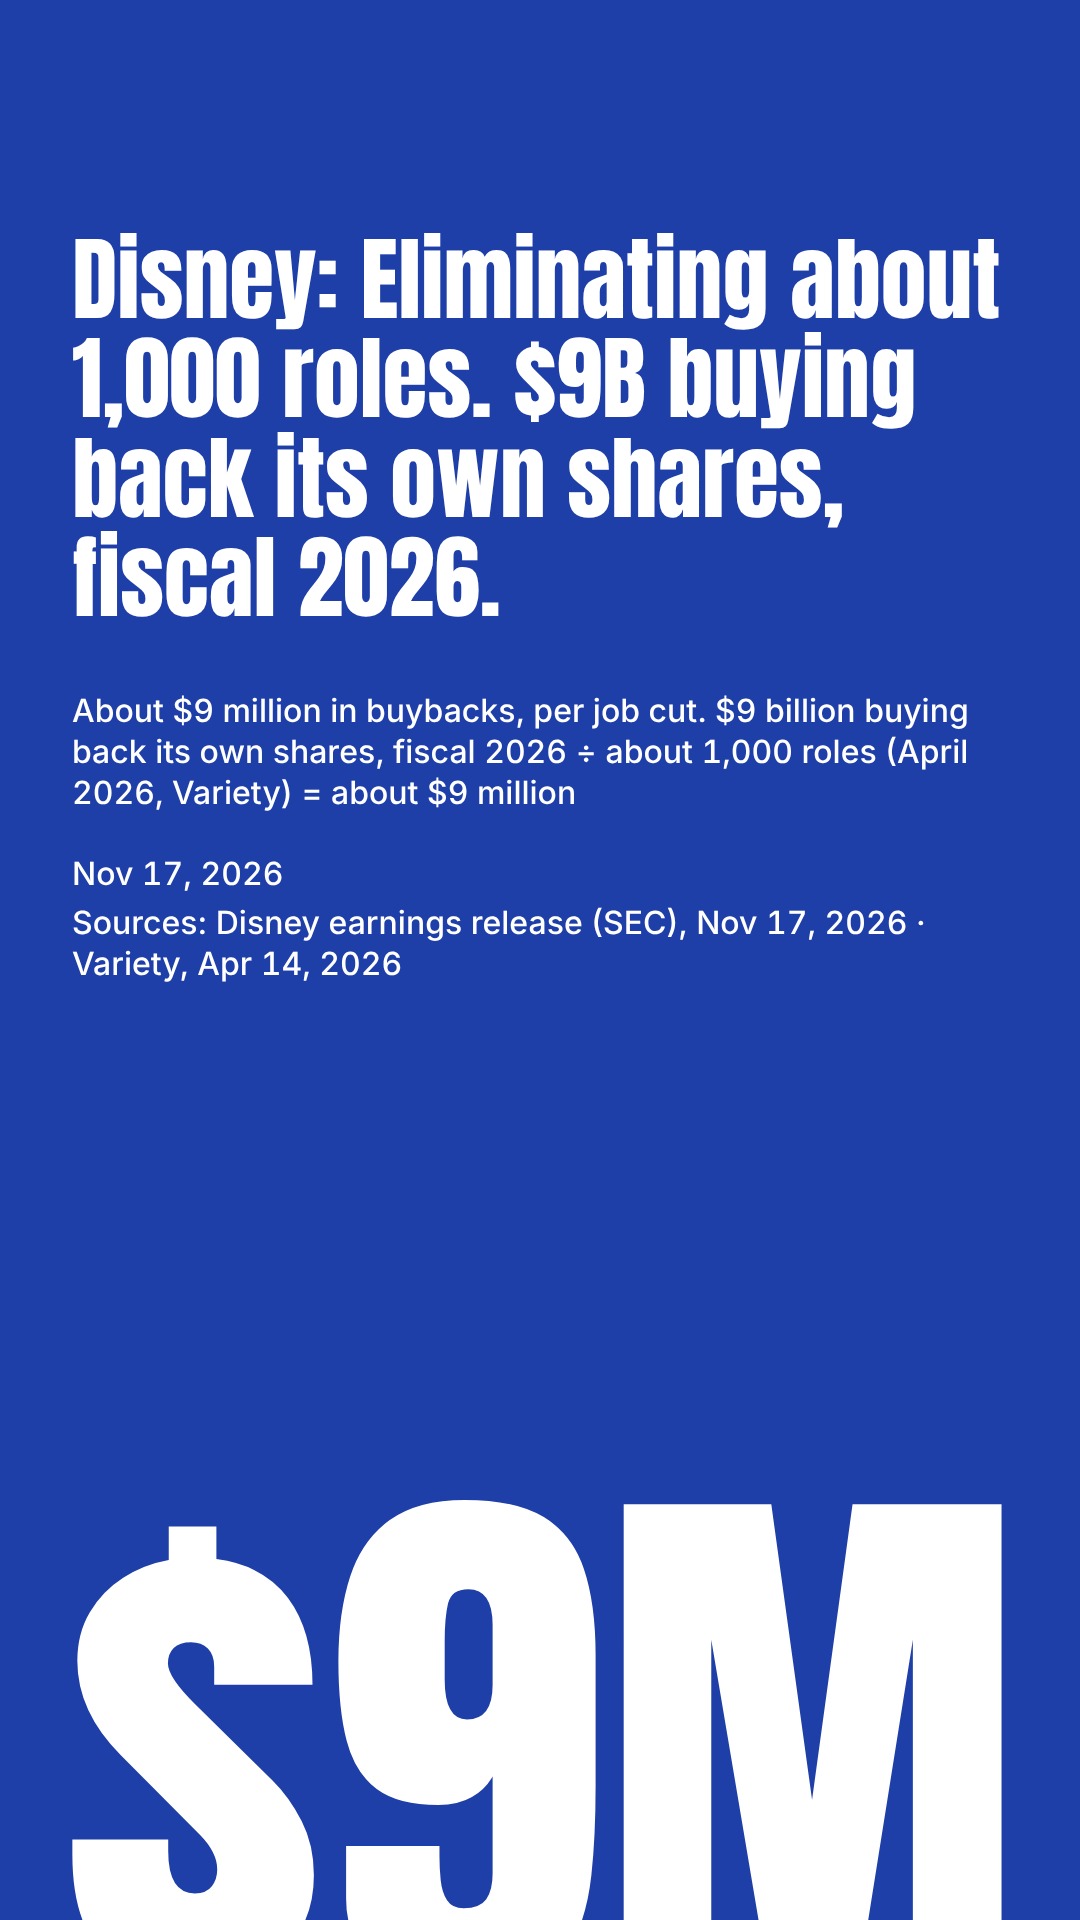 Disney: Eliminating about
1,000 roles. $9B buying
back its own shares,
fiscal 2026.
About $9 million in buybacks, per job cut. $9 billion buying
back its own shares, fiscal 2026 ÷ about 1,000 roles (April
2026, Variety) = about $9 million
Nov 17, 2026
Sources: Disney earnings release (SEC), Nov 17, 2026 ·
Variety, Apr 14, 2026
$9M